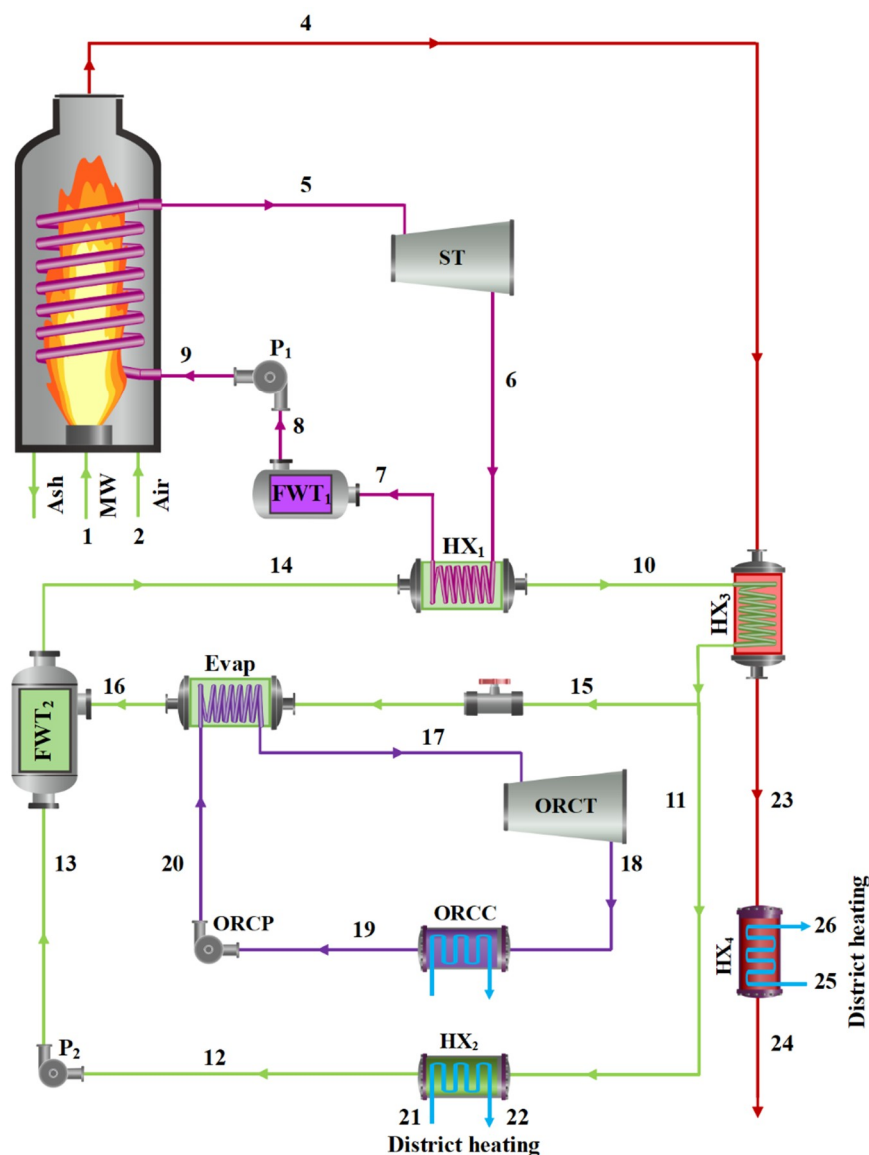 4
5
ST
P1
9
6
8
7
FWT1
Ash
MW
Air
1
2
HX1
14
10
HX3
Evap
16
15
FWT2
17
ORCT
11
23
13
20
18
ORCP
19
ORCC
26
HX4
25
District heating
P2
12
HX2
24
21
22
District heating